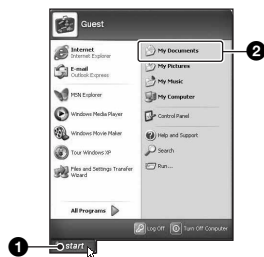 Guest
Internet
Internet Explorer
E-mail
Outlook Express
MSN Explorer
Windows Media Player
Windows Movie Maker
Tour Windows XP
Files and Settings Transfer
Wizard
All Programs
My Documents
My Pictures
My Music
My Computer
Control Panel
Help and Support
Search
Run...
Log Off
Turn Off Computer
start
1
2